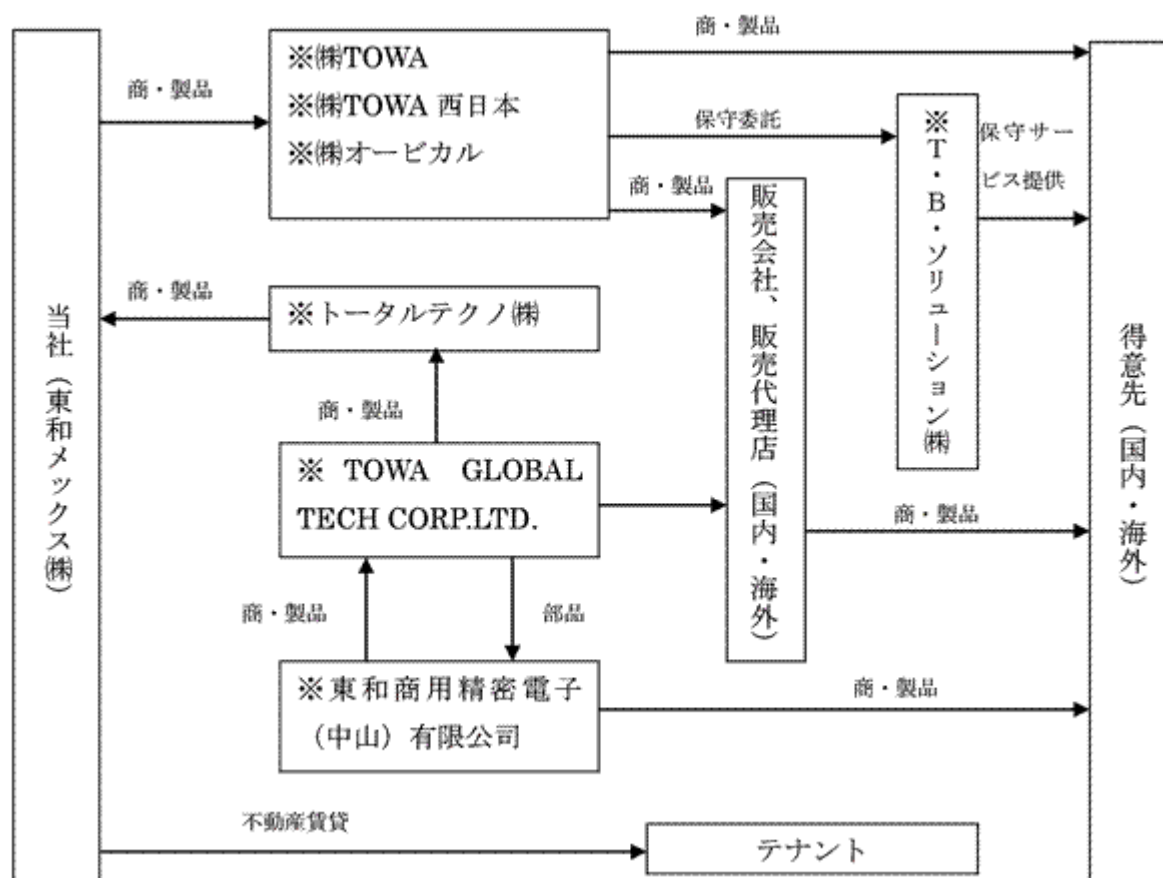 商・製品
※㈱TOWA
※㈱TOWA 西日本
※㈱オービカル
商・製品
保守委託
商・製品
※T・B・ソリューション㈱
保守サー
ビス提供
販売会社、販売代理店（国内・海外）
当社（東和メックス㈱）
得意先（国内・海外）
商・製品
※トータルテクノ㈱
商・製品
※ TOWA GLOBAL
TECH CORP.LTD.
商・製品
商・製品
部品
※東和商用精密電子
（中山）有限公司
商・製品
不動産賃貸
テナント